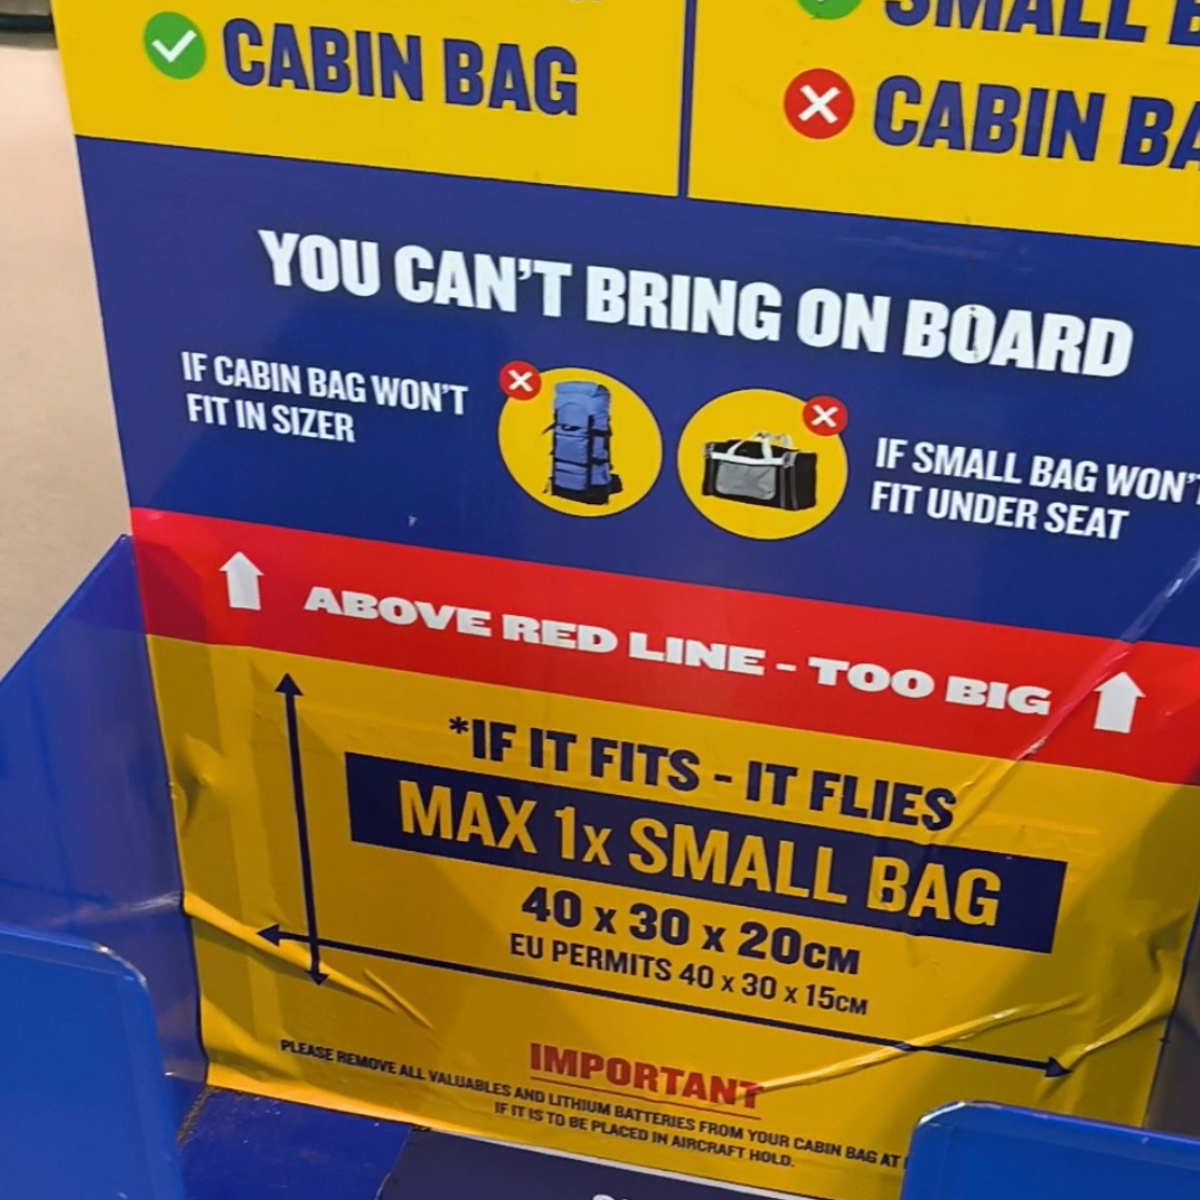 CABIN BAG
SMALL
CABIN
YOU CAN'T BRING ON BOARD
IF CABIN BAG WON'T
FIT IN SIZER
IF SMALL BAG WON'T
FIT UNDER SEAT
ABOVE RED LINE - TOO BIG
*IF IT FITS - IT FLIES
MAX 1x SMALL BAG
40 x 30 x 20CM
EU PERMITS 40 x 30 x 15CM
IMPORTANT
PLEASE REMOVE ALL VALUABLES AND LITHIUM BATTERIES FROM YOUR CABIN BAG AT
IF IT IS TO BE PLACED IN AIRCRAFT HOLD.